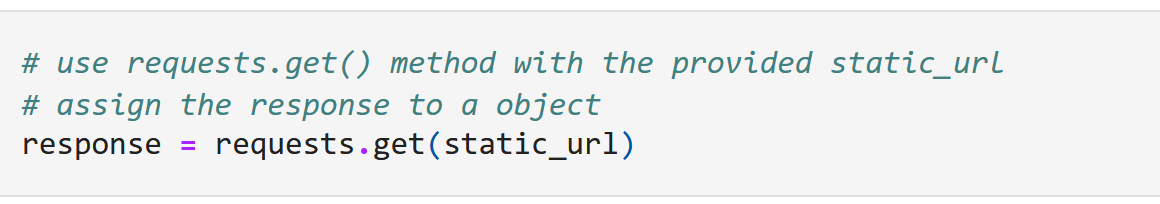 # use requests.get() method with the provided static_url
# assign the response to a object
response = requests.get(static_url)